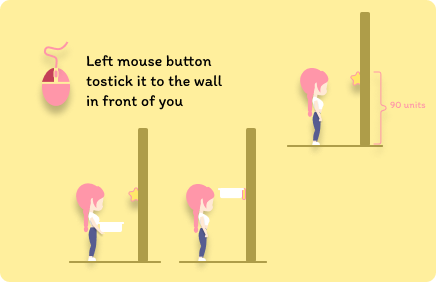 Left mouse button
tostick it to the wall
in front of you
90 units